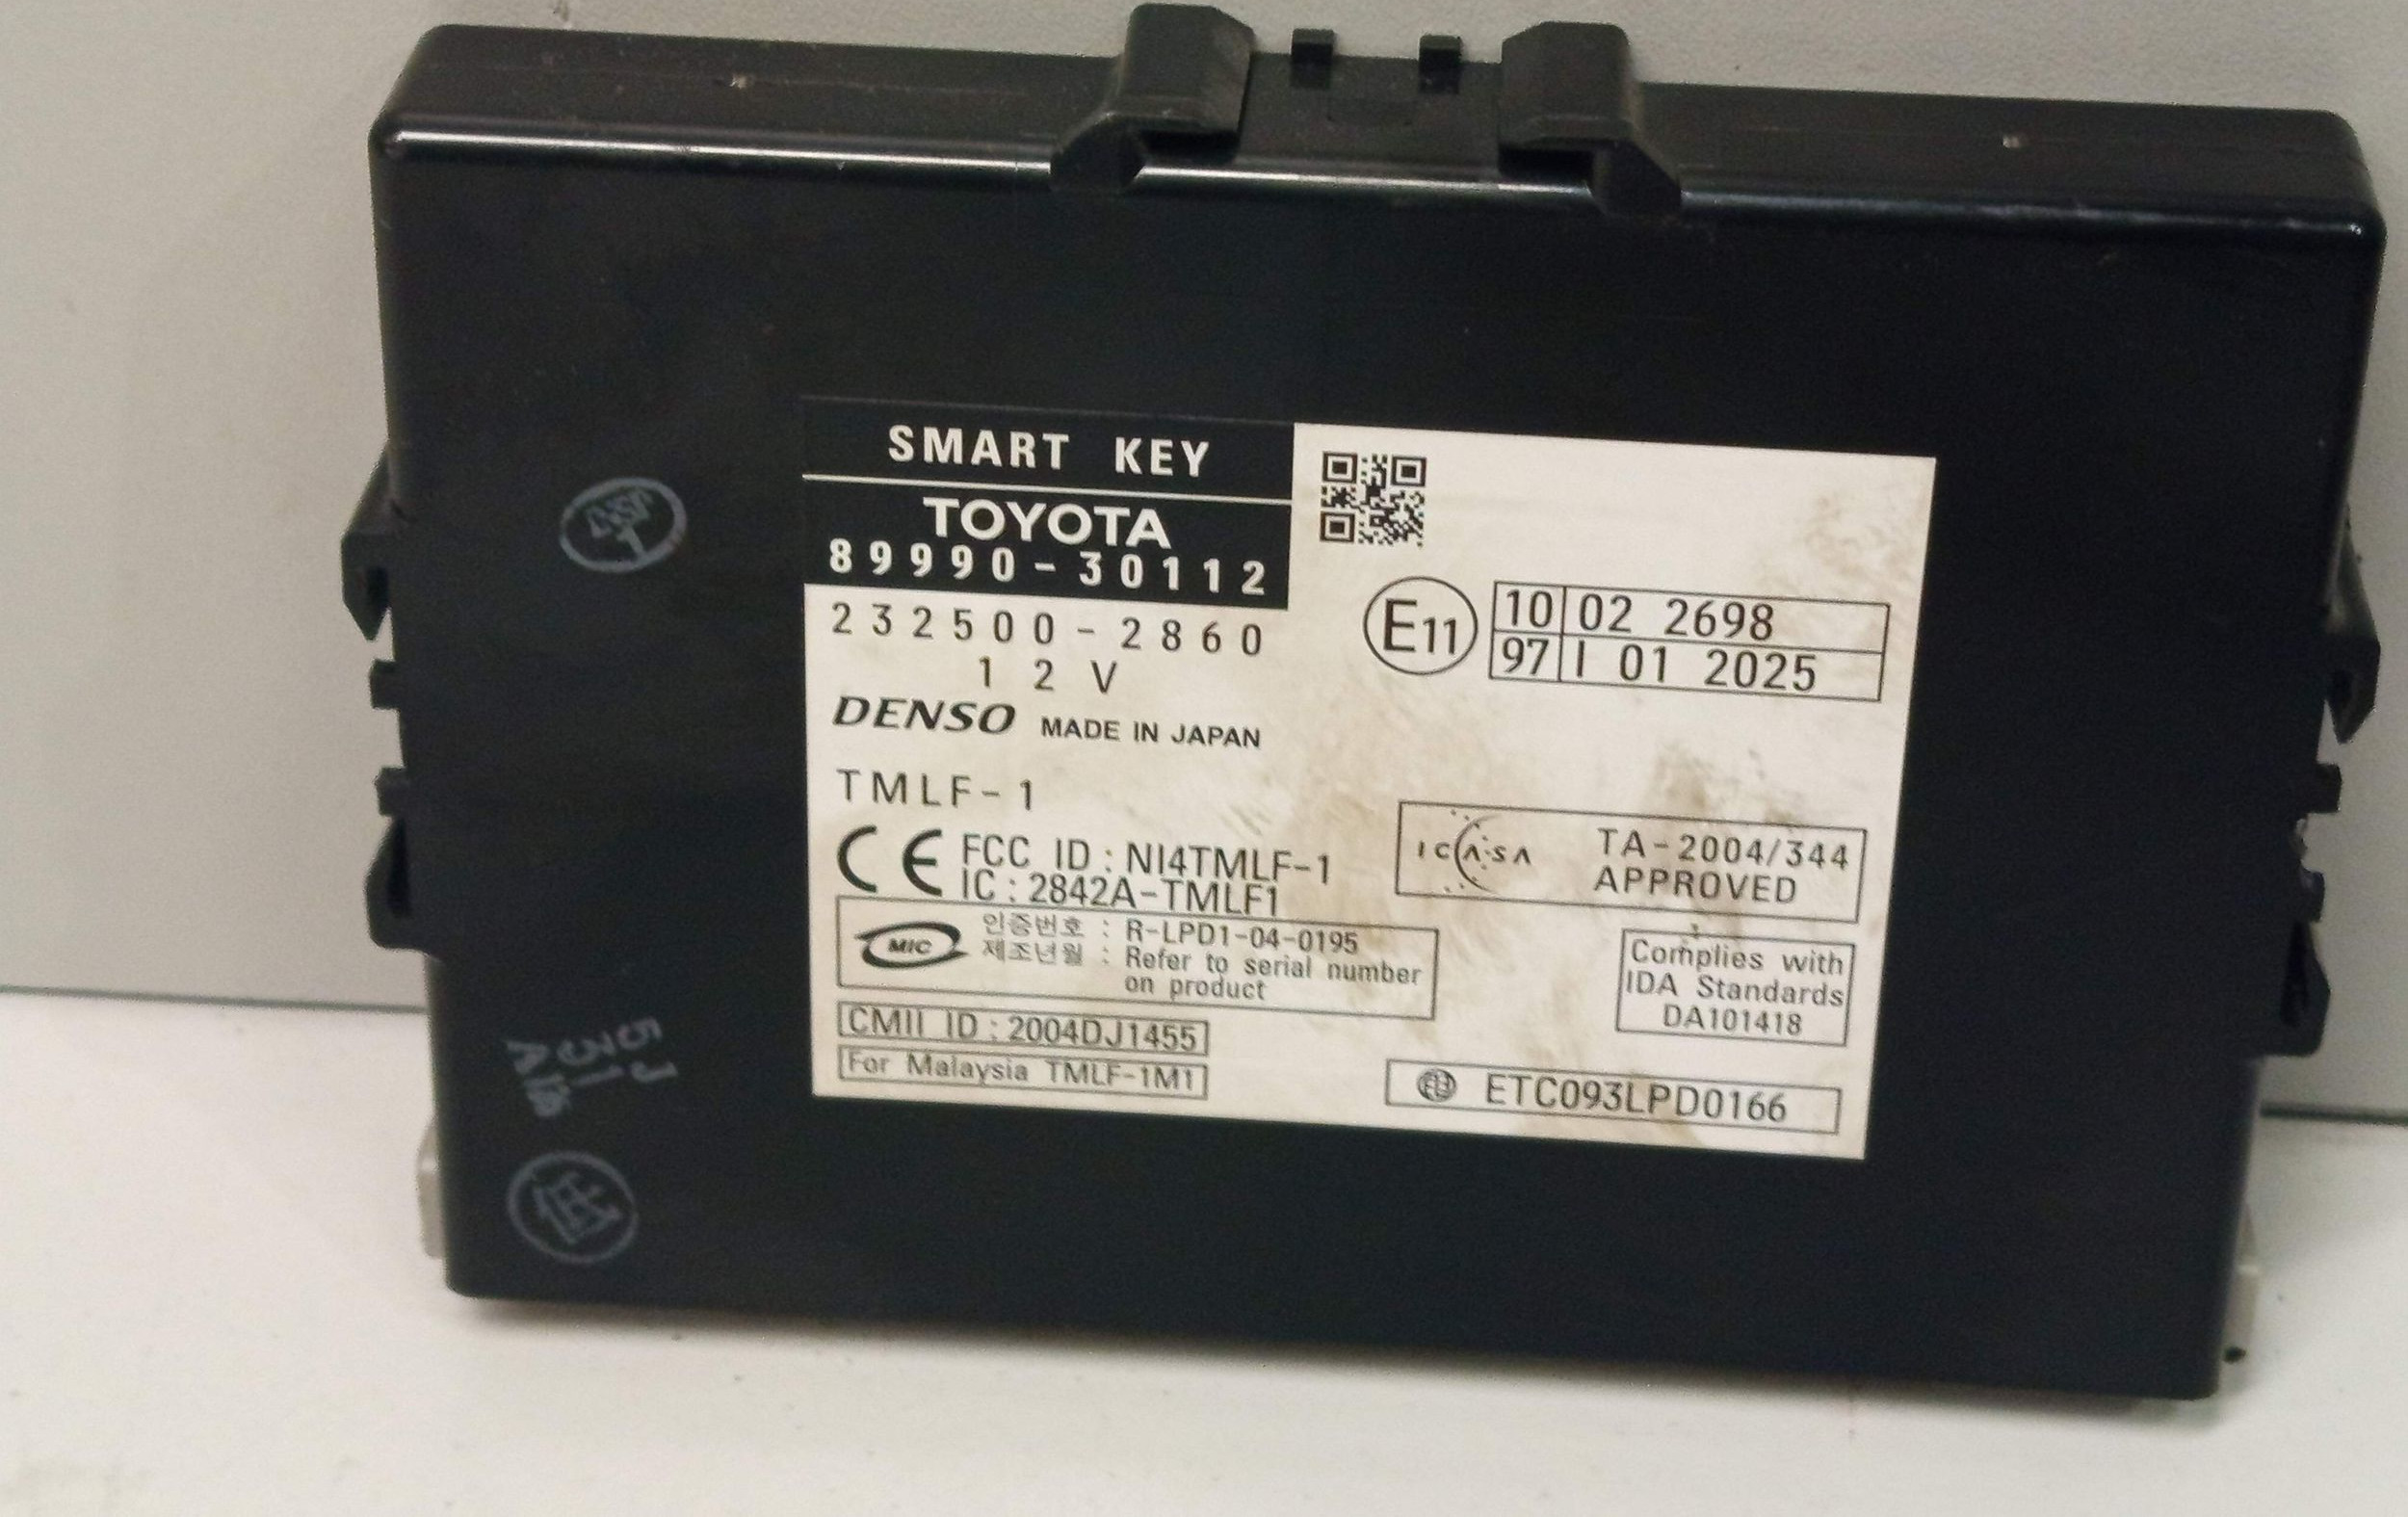 SMART KEY
TOYOTA
89990-30112
232500-2860
12V
DENSO MADE IN JAPAN
TMLF-1
CE FCC ID : NI4TMLF-1
IC : 2842A-TMLF1
MIC 인증번호 : R-LPD1-04-0195
제조년월 : Refer to serial number
on product
CMII ID : 2004DJ1455
For Malaysia TMLF-1M1
E11
10 02 2698
97 I 01 2025
ICASA TA-2004/344
APPROVED
Complies with
IDA Standards
DA101418
ETC093LPD0166